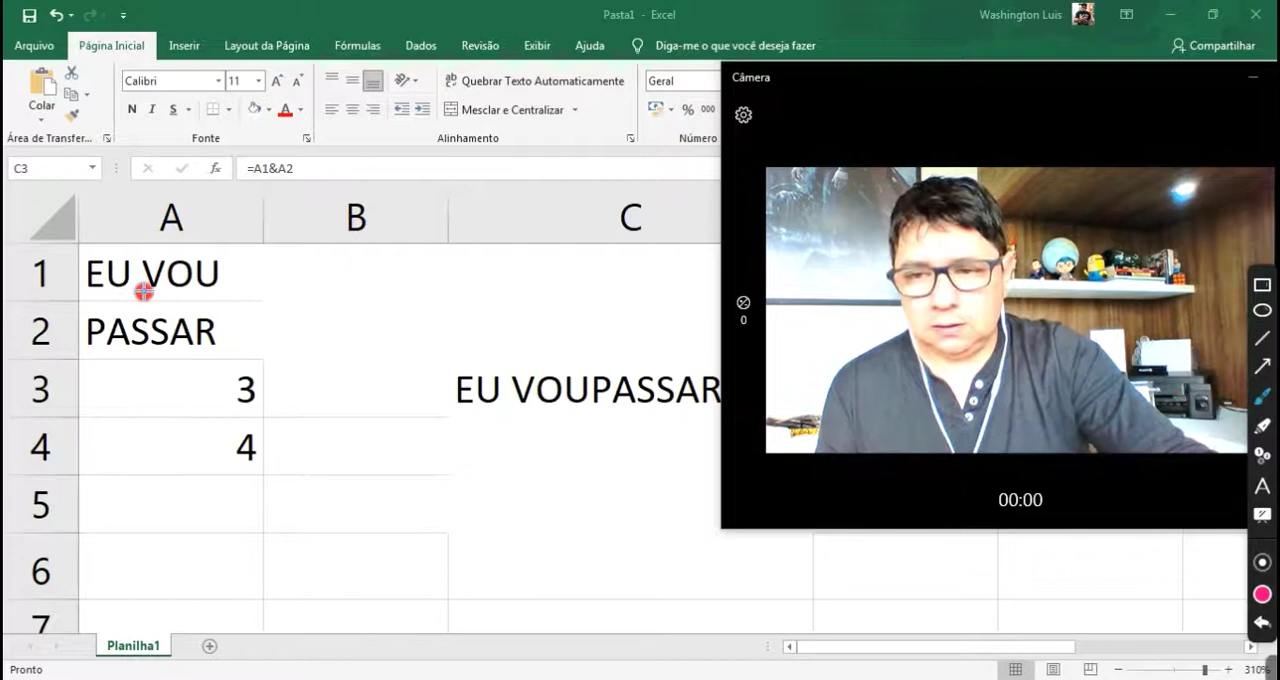 Pasta1 - Excel
Washington Luis
Arquivo
Página Inicial
Inserir
Layout da Página
Fórmulas
Dados
Revisão
Exibir
Ajuda
Diga-me o que você deseja fazer
Compartilhar
Colar
Calibri
11
N I S
Quebrar Texto Automaticamente
Mesclar e Centralizar
Geral
% 000
Área de Transfer...
Fonte
Alinhamento
Número
Câmera
C3
fx
=A1&A2
A B C
1 EU VOU
2 PASSAR
3 3 EU VOUPASSAR
4 4
5
6
7
0
00:00
A
Planilha1
Pronto
310%